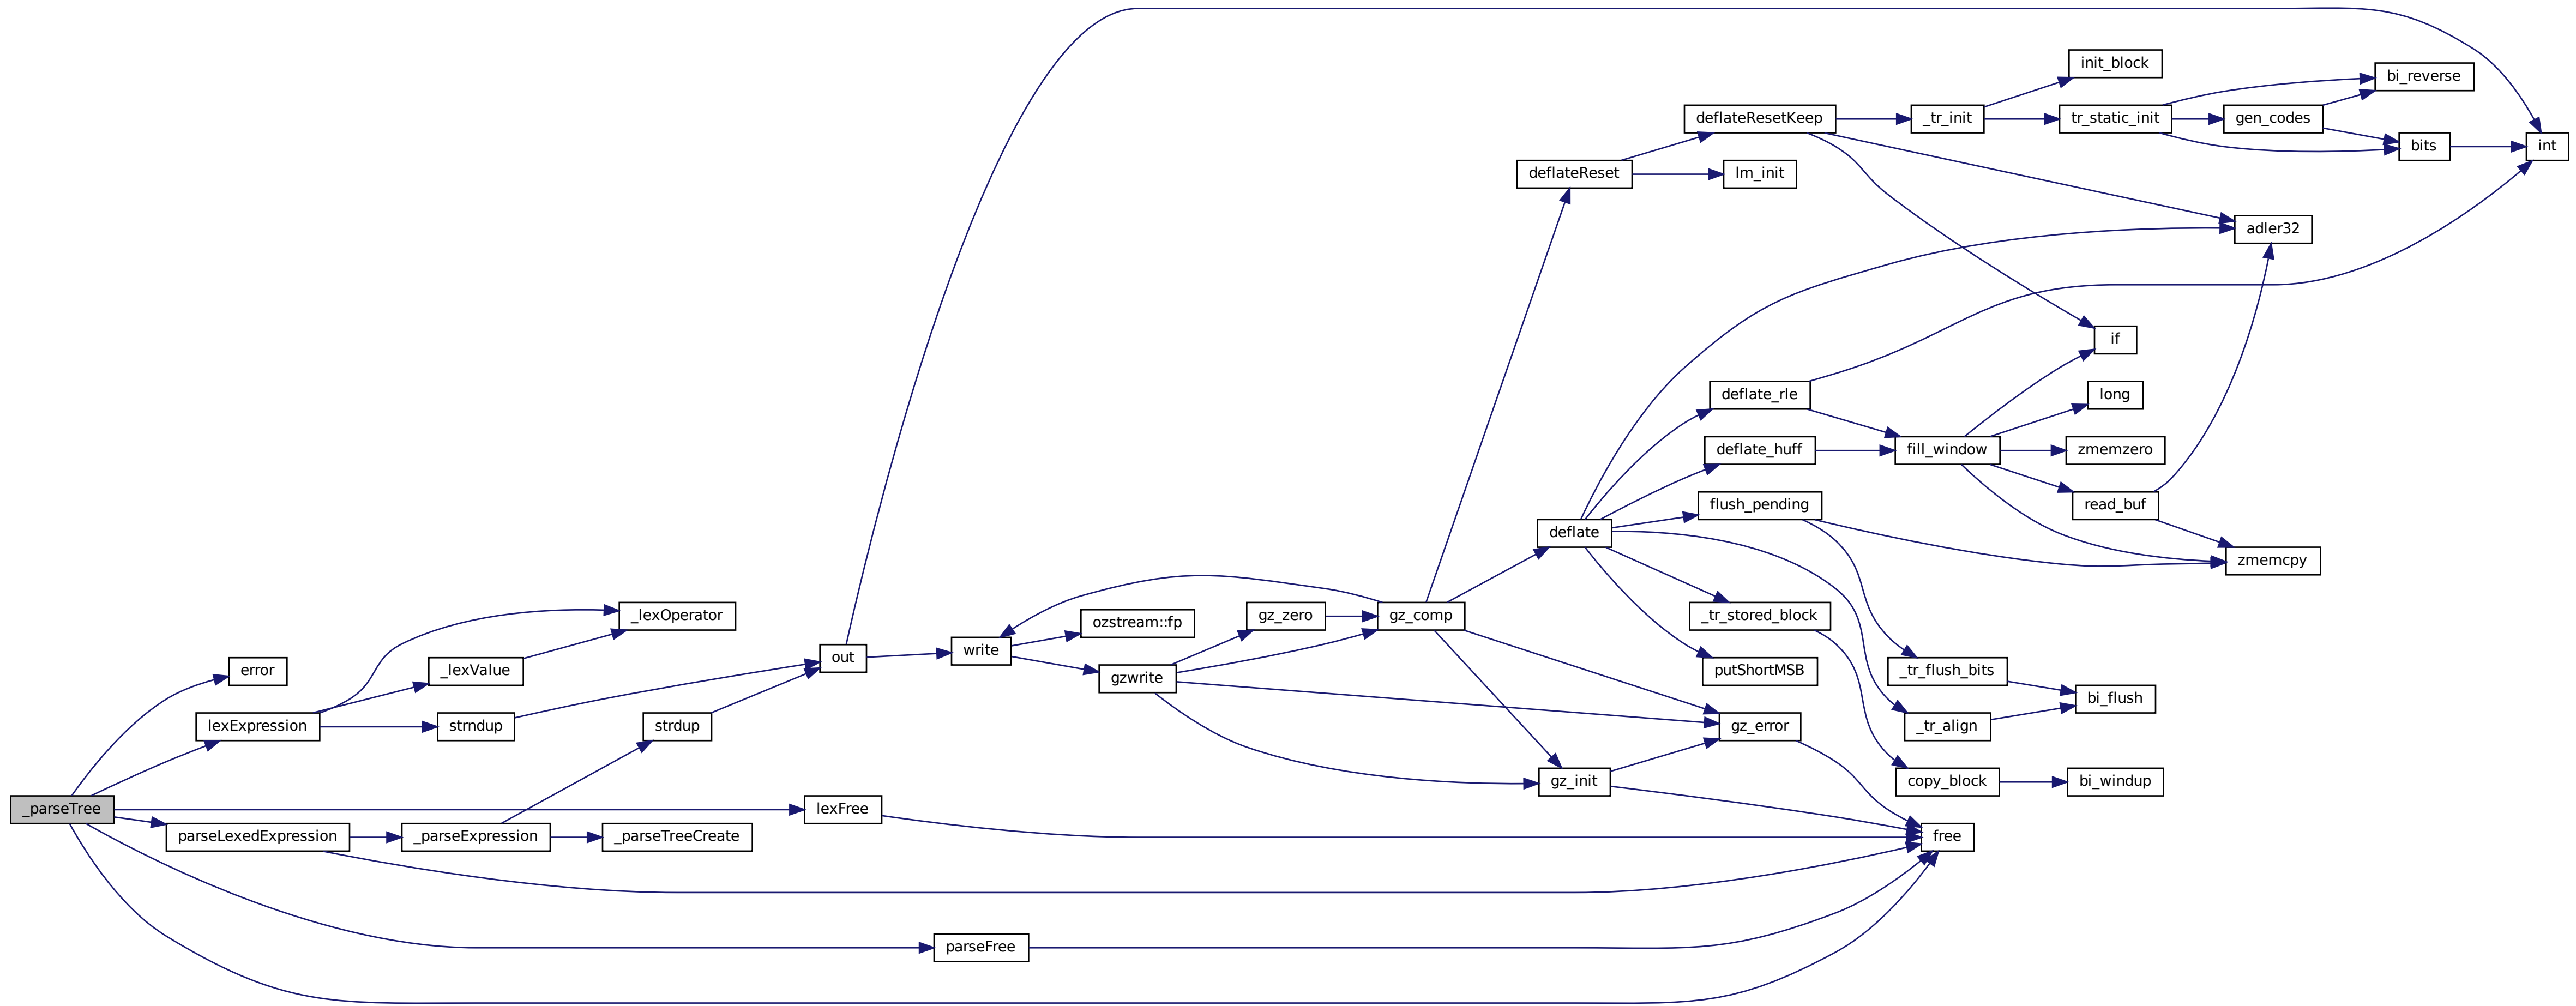 _parseTree
error
lexExpression
parseLexedExpression
_lexOperator
_lexValue
strndup
_parseExpression
strdup
_parseTreeCreate
out
lexFree
parseFree
write
ozstream::fp
gzwrite
gz_zero
gz_comp
deflateReset
deflate
gz_init
deflateResetKeep
lm_init
deflate_rle
deflate_huff
flush_pending
_tr_stored_block
putShortMSB
gz_error
_tr_init
fill_window
_tr_flush_bits
_tr_align
copy_block
free
init_block
tr_static_init
if
long
zmemzero
read_buf
bi_flush
bi_windup
bi_reverse
gen_codes
bits
int
adler32
zmemcpy